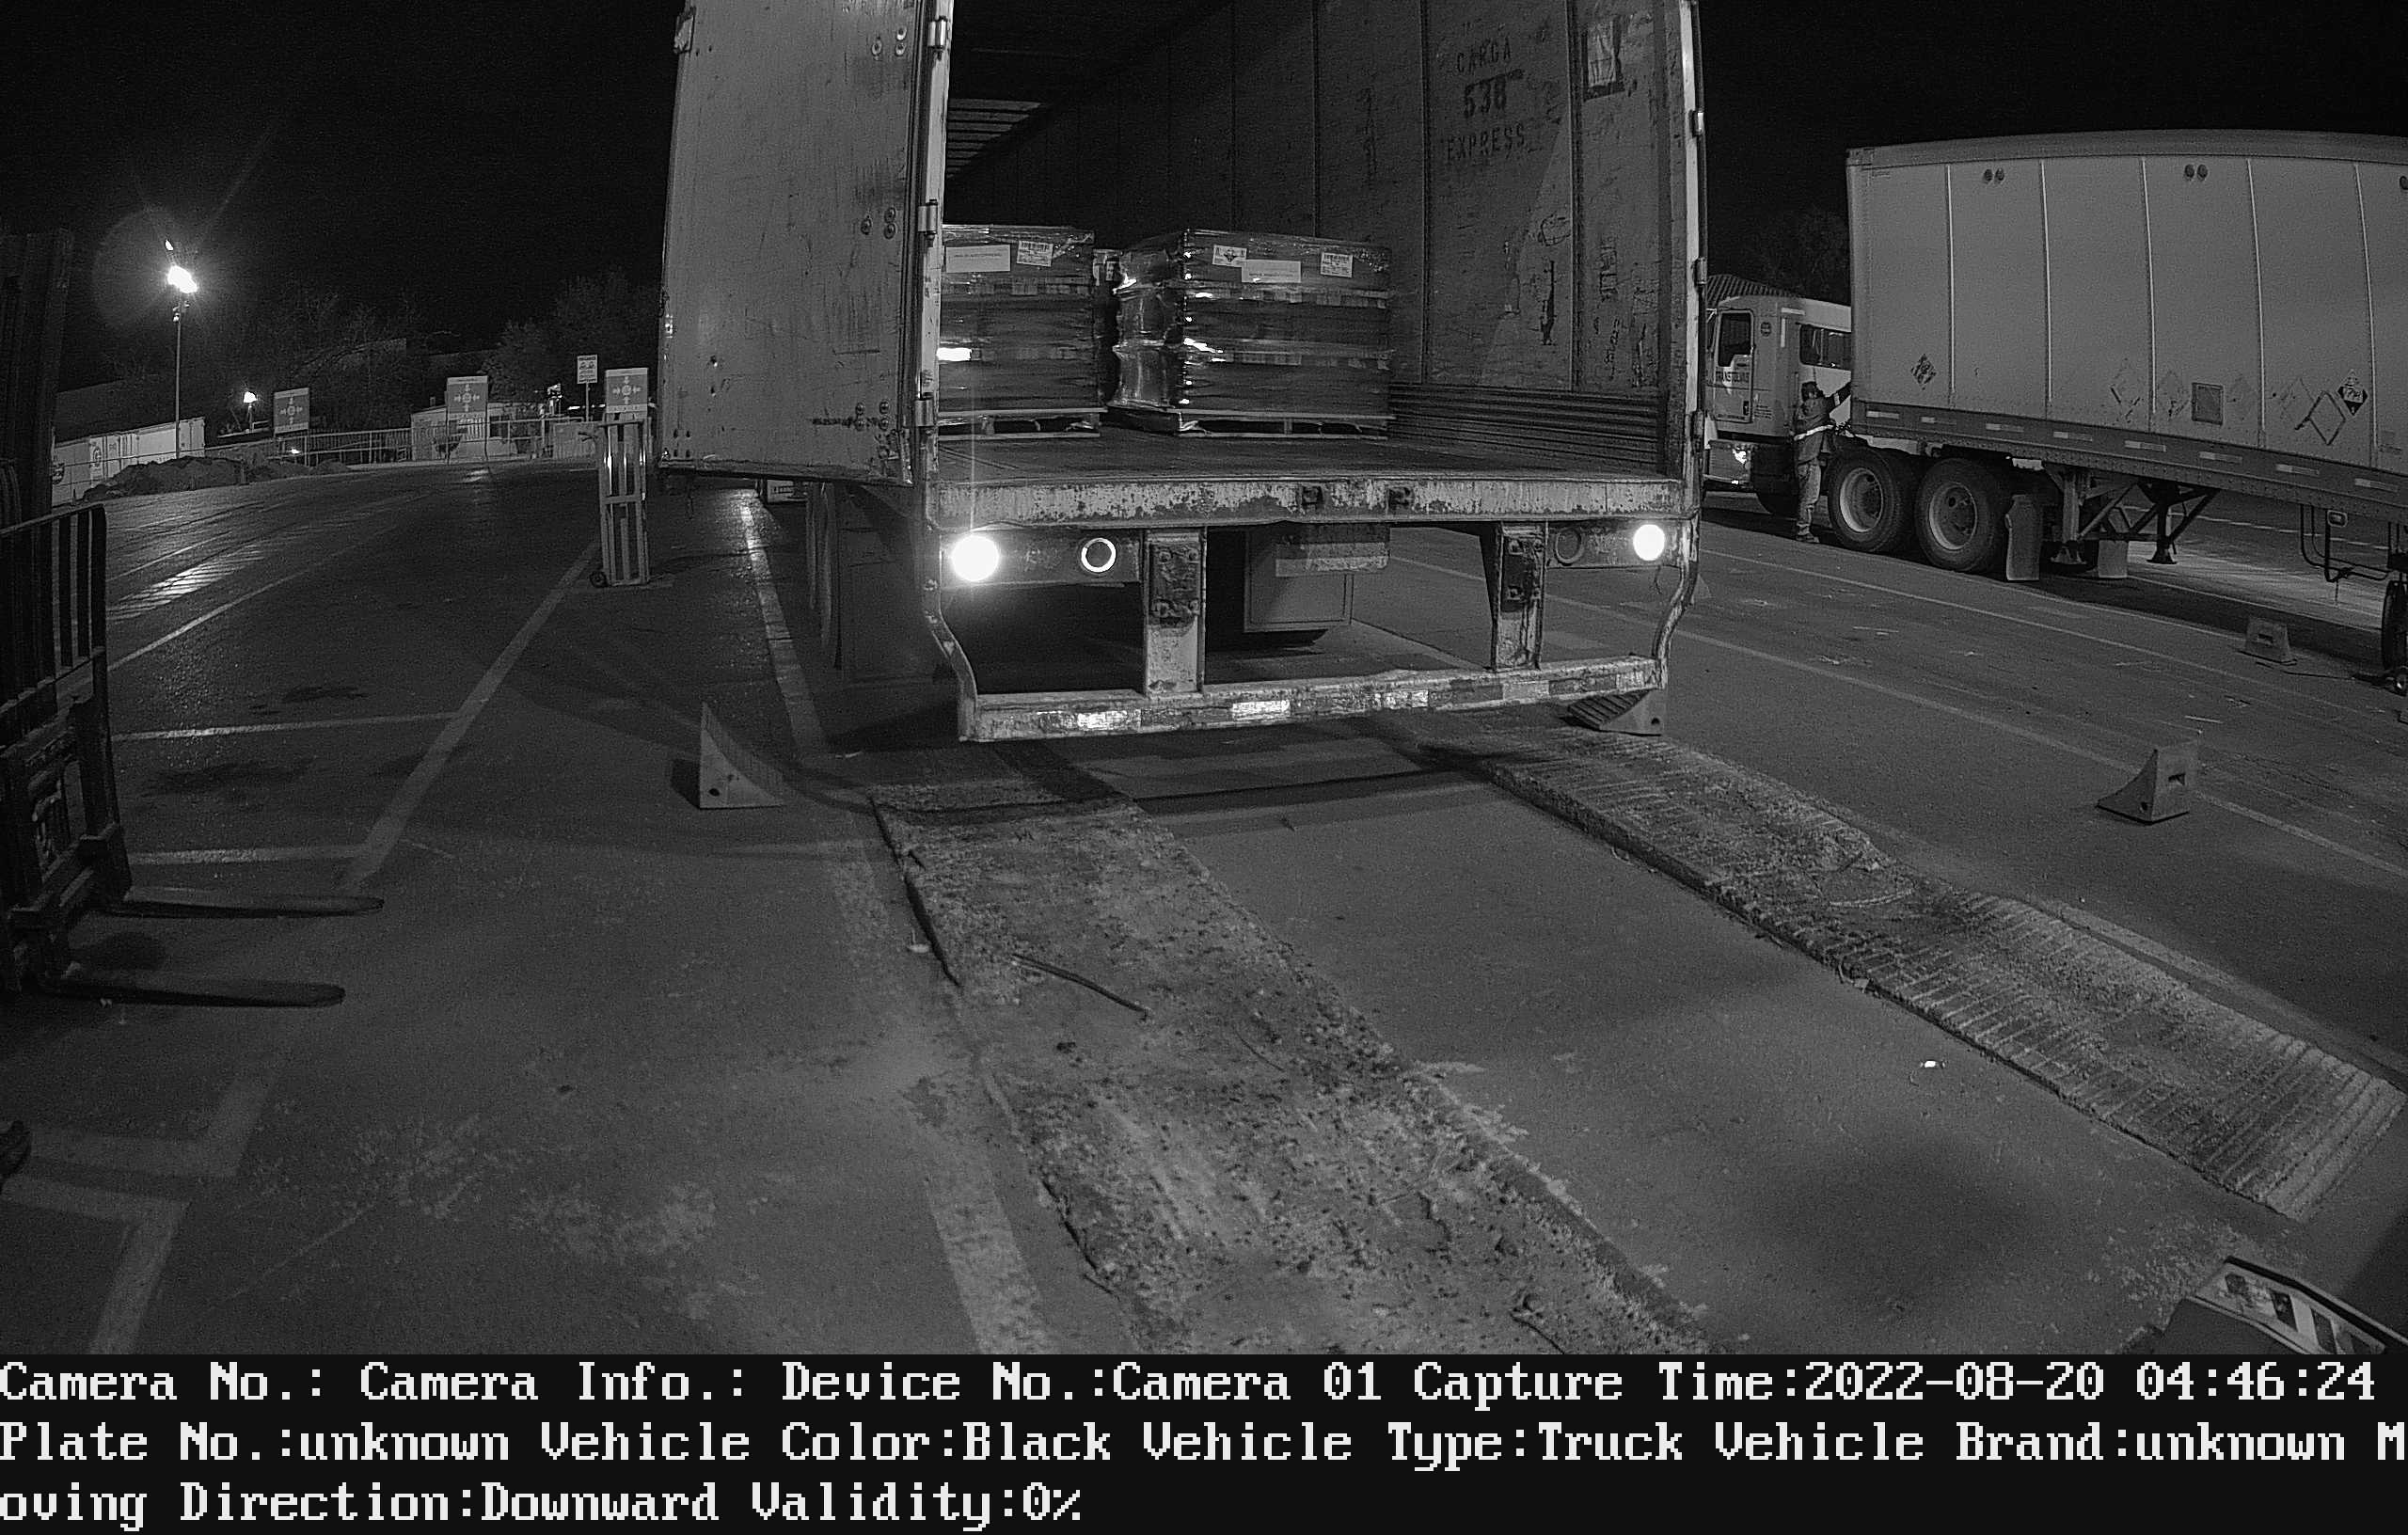 CARGA
538
EXPRESS
Camera No.: Camera Info.: Device No.:Camera 01 Capture Time:2022-08-20 04:46:24
Plate No.:unknown Vehicle Color:Black Vehicle Type:Truck Vehicle Brand:unknown M
oving Direction:Downward Validity:0%